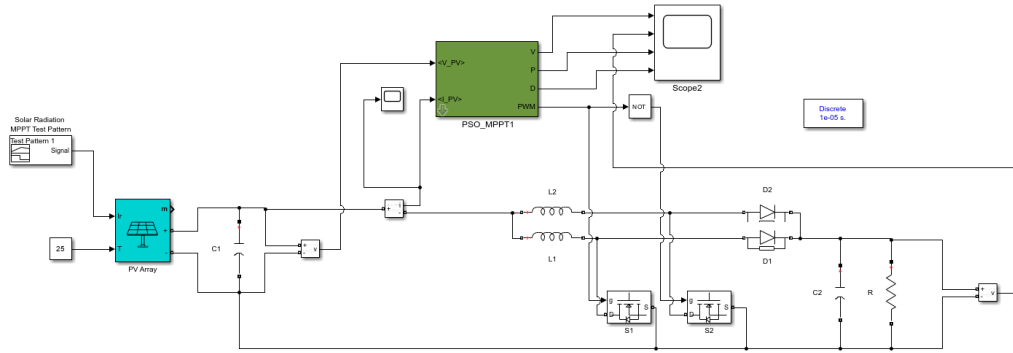 V
<V_PV>
P
<I_PV>
D
PWM
PSO_MPPT1
Scope2
NOT
Discrete
1e-05 s.
Solar Radiation
MPPT Test Pattern
Test Pattern 1
Signal
Ir
m
+
T
-
PV Array
25
C1
+
-
v
+
i
-
L2
L1
D2
D1
g
D
S
S1
g
D
S
S2
C2
R
+
-
v